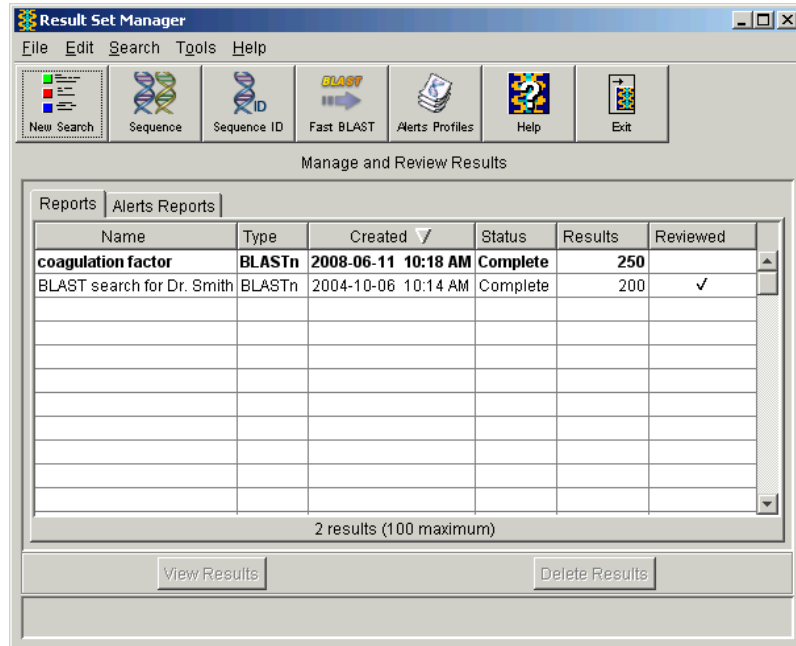 Result Set Manager
File Edit Search Tools Help
ID
BLAST
6
?
New Search Sequence Sequence ID Fast BLAST Alerts Profiles Help Exit
Manage and Review Results
Reports Alerts Reports
Name Type Created Status Results Reviewed
coagulation factor BLASTn 2008-06-11 10:18 AM Complete 250
BLAST search for Dr. Smith BLASTn 2004-10-06 10:14 AM Complete 200 ✓
2 results (100 maximum)
View Results Delete Results